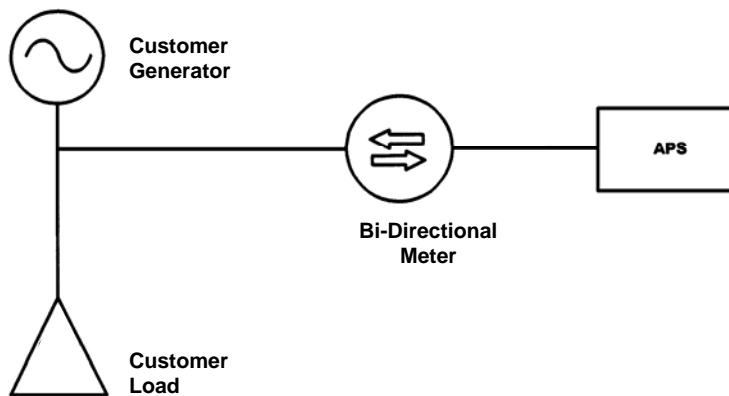 Customer
Generator
APS
Bi-Directional
Meter
Customer
Load